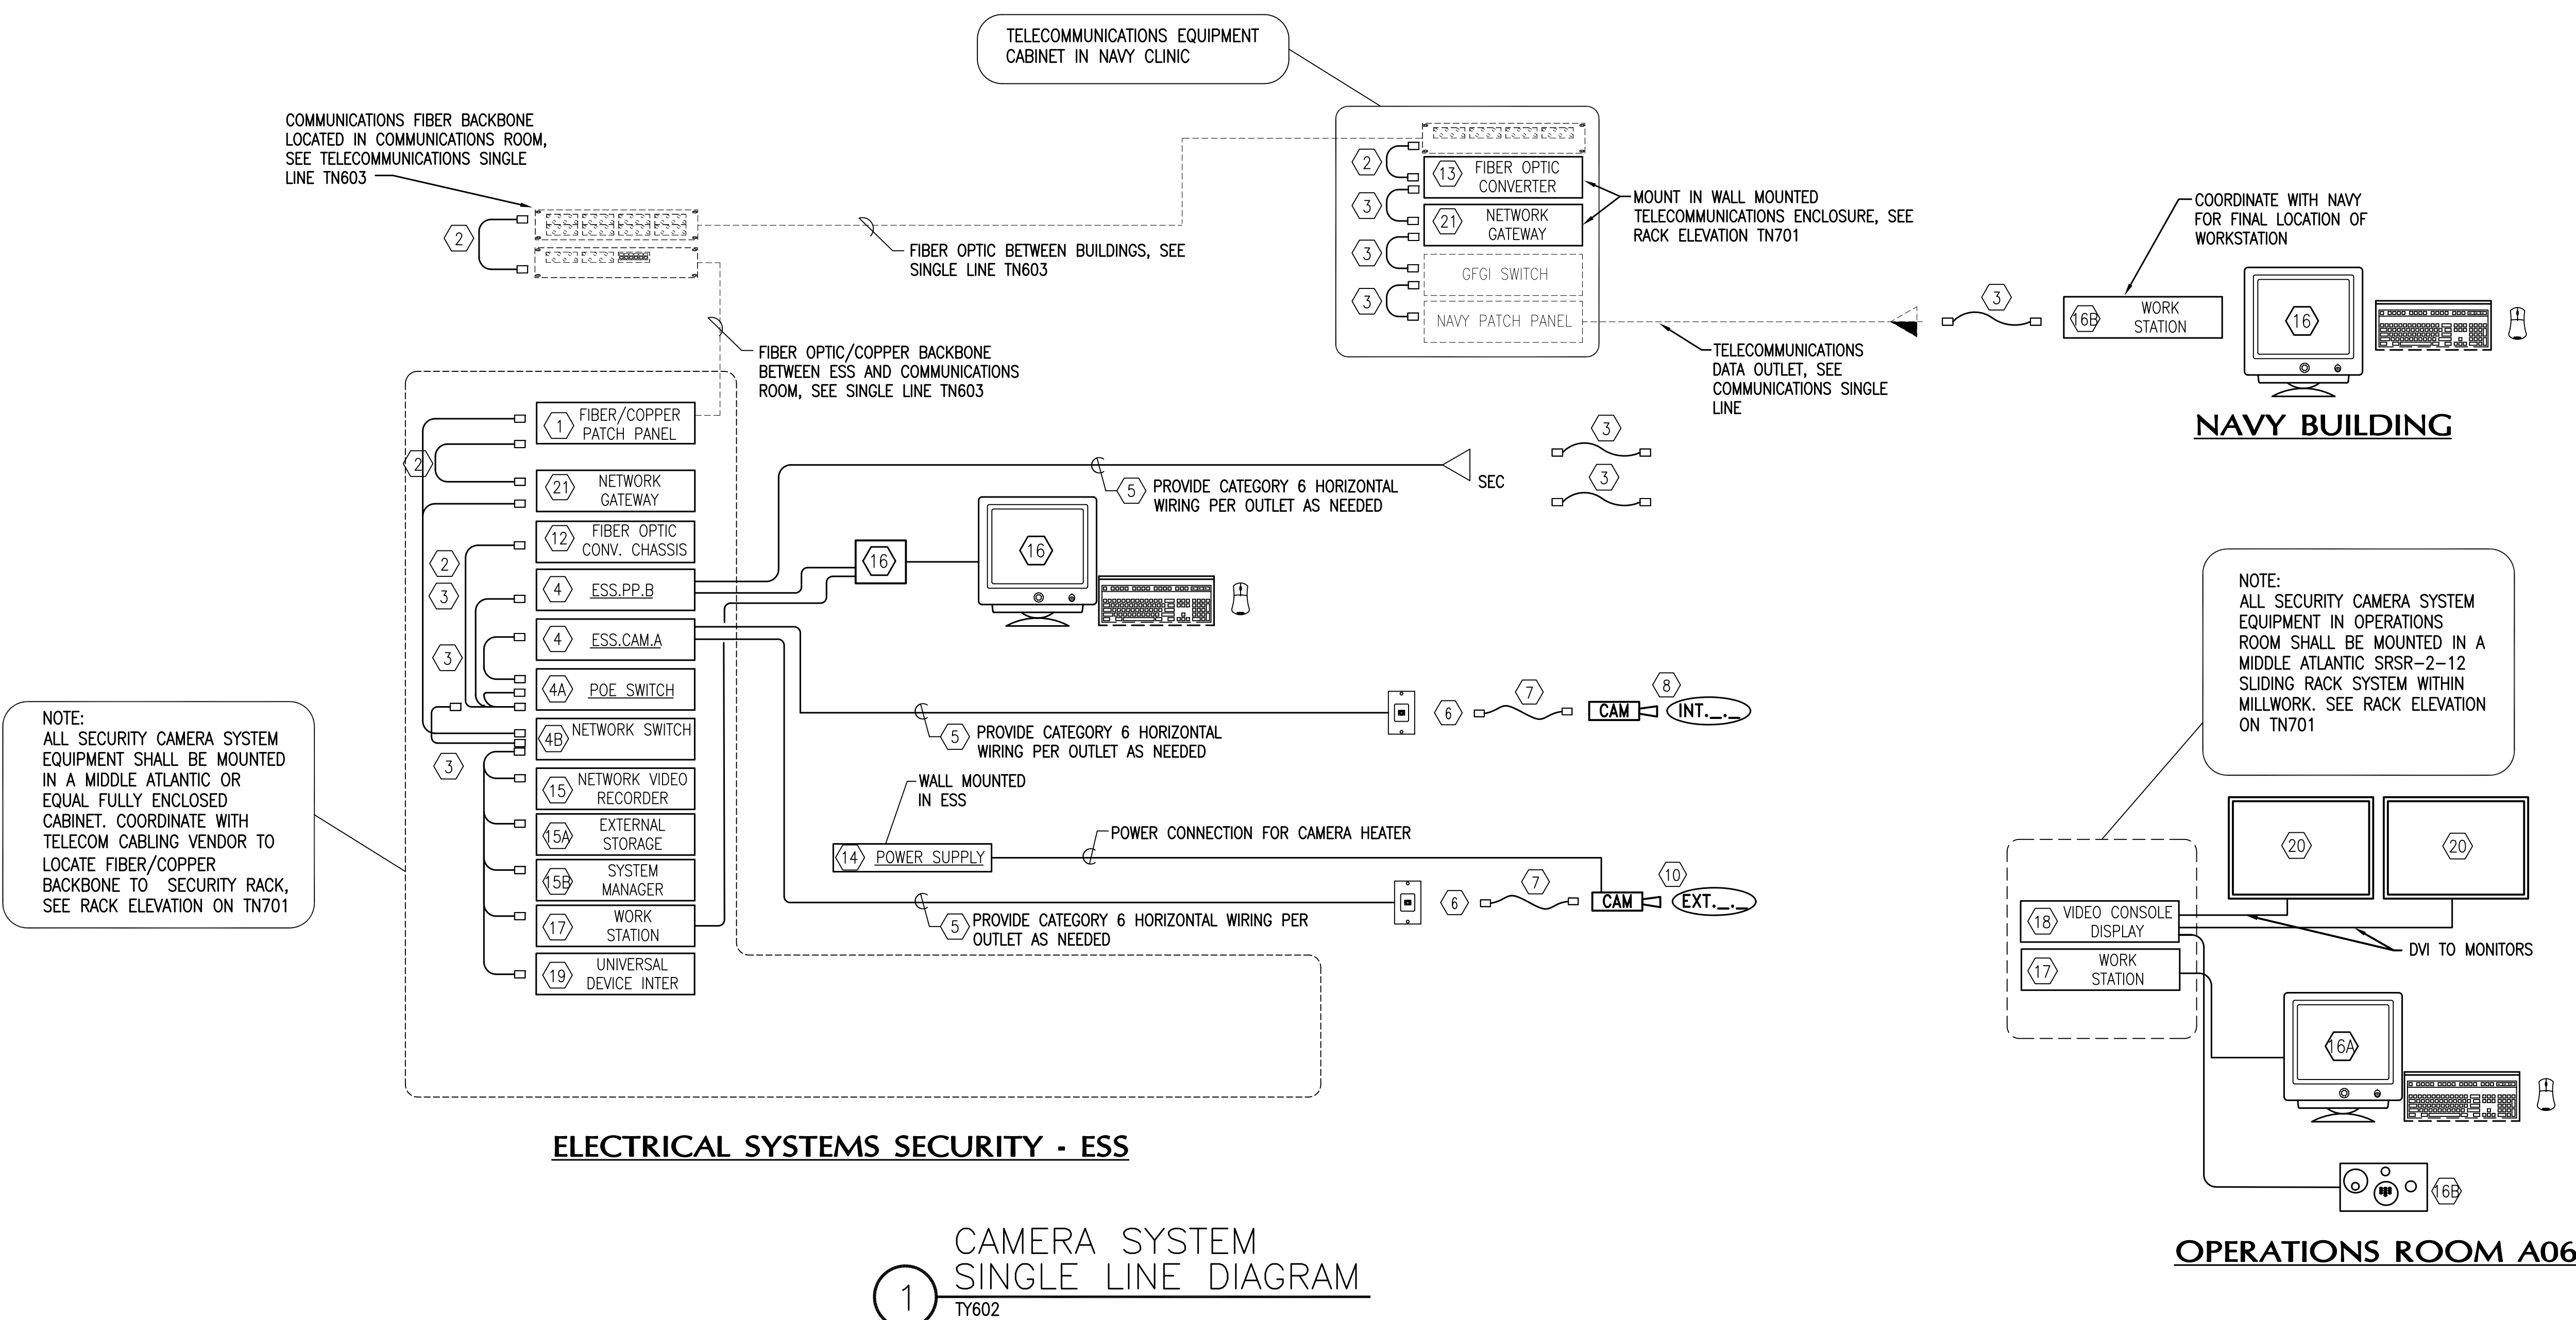 TELECOMMUNICATIONS EQUIPMENT
CABINET IN NAVY CLINIC
COMMUNICATIONS FIBER BACKBONE
LOCATED IN COMMUNICATIONS ROOM,
SEE TELECOMMUNICATIONS SINGLE
LINE TN603
2
FIBER OPTIC BETWEEN BUILDINGS, SEE
SINGLE LINE TN603
FIBER OPTIC/COPPER BACKBONE
BETWEEN ESS AND COMMUNICATIONS
ROOM, SEE SINGLE LINE TN603
2
3
3
3
13
FIBER OPTIC
CONVERTER
21
NETWORK
GATEWAY
GFGI SWITCH
NAVY PATCH PANEL
MOUNT IN WALL MOUNTED
TELECOMMUNICATIONS ENCLOSURE, SEE
RACK ELEVATION TN701
TELECOMMUNICATIONS
DATA OUTLET, SEE
COMMUNICATIONS SINGLE
LINE
COORDINATE WITH NAVY
FOR FINAL LOCATION OF
WORKSTATION
3
16B
WORK
STATION
16
NAVY BUILDING
1
FIBER/COPPER
PATCH PANEL
2
21
NETWORK
GATEWAY
12
FIBER OPTIC
CONV. CHASSIS
2
3
4
ESS.PP.B
4
ESS.CAM.A
3
4A
POE SWITCH
4B
NETWORK SWITCH
3
15
NETWORK VIDEO
RECORDER
15A
EXTERNAL
STORAGE
15B
SYSTEM
MANAGER
17
WORK
STATION
19
UNIVERSAL
DEVICE INTER
NOTE:
ALL SECURITY CAMERA SYSTEM
EQUIPMENT SHALL BE MOUNTED
IN A MIDDLE ATLANTIC OR
EQUAL FULLY ENCLOSED
CABINET. COORDINATE WITH
TELECOM CABLING VENDOR TO
LOCATE FIBER/COPPER
BACKBONE TO SECURITY RACK,
SEE RACK ELEVATION ON TN701
5
PROVIDE CATEGORY 6 HORIZONTAL
WIRING PER OUTLET AS NEEDED
SEC
3
3
16
16
5
PROVIDE CATEGORY 6 HORIZONTAL
WIRING PER OUTLET AS NEEDED
6
7
8
CAM
INT._._
WALL MOUNTED
IN ESS
14
POWER SUPPLY
POWER CONNECTION FOR CAMERA HEATER
5
PROVIDE CATEGORY 6 HORIZONTAL WIRING PER
OUTLET AS NEEDED
6
7
10
CAM
EXT._._
ELECTRICAL SYSTEMS SECURITY - ESS
NOTE:
ALL SECURITY CAMERA SYSTEM
EQUIPMENT IN OPERATIONS
ROOM SHALL BE MOUNTED IN A
MIDDLE ATLANTIC SRSR-2-12
SLIDING RACK SYSTEM WITHIN
MILLWORK. SEE RACK ELEVATION
ON TN701
20
20
18
VIDEO CONSOLE
DISPLAY
DVI TO MONITORS
17
WORK
STATION
16A
16B
OPERATIONS ROOM A06
1
CAMERA SYSTEM
SINGLE LINE DIAGRAM
TY602